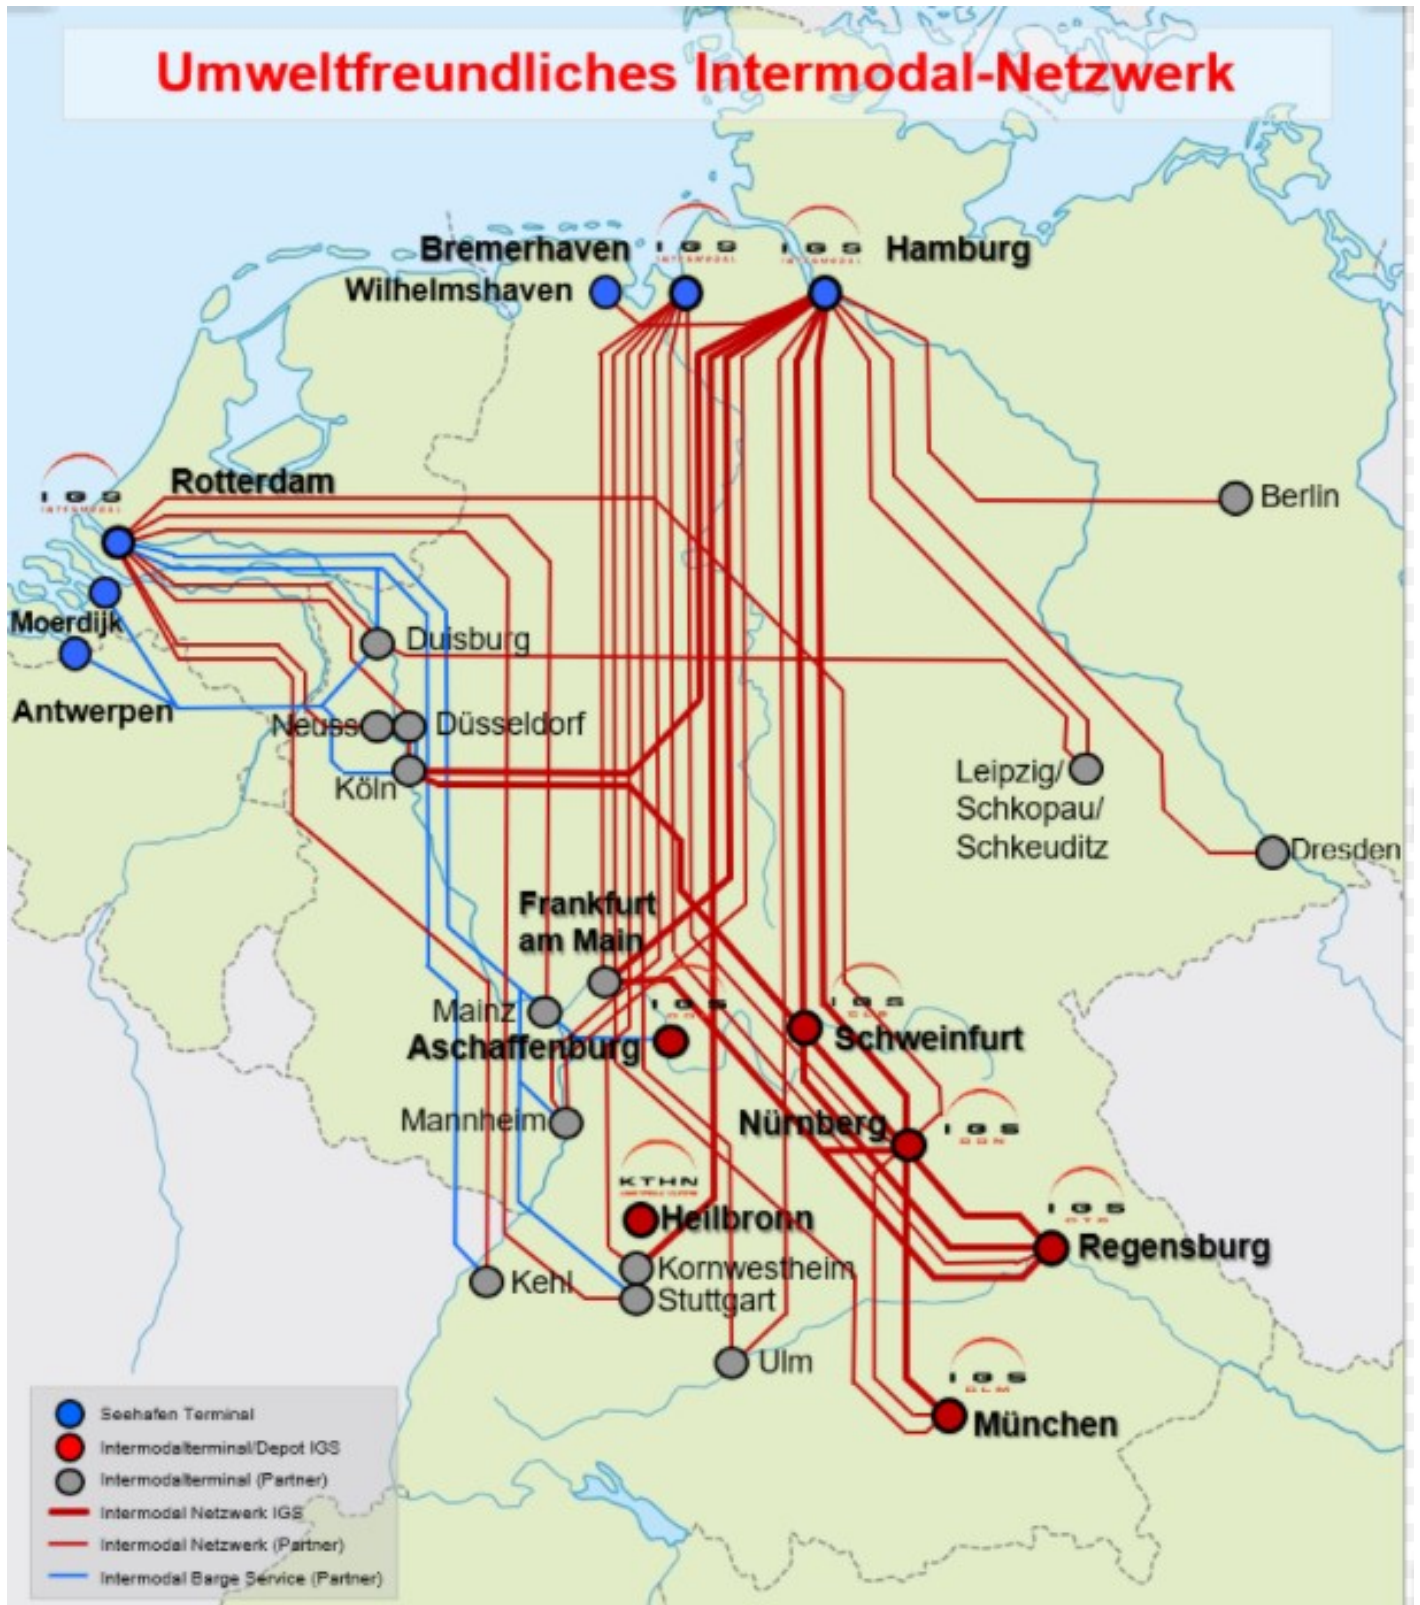 Umweltfreundliches Intermodal-Netzwerk
Bremerhaven
IGS
INTERMODAL
IGS
INTERMODAL
Hamburg
Wilhelmshaven
IGS
INTERMODAL
Rotterdam
Berlin
Moerdijk
Duisburg
Antwerpen
Neuss
Düsseldorf
Köln
Leipzig/
Schkopau/
Schkeuditz
Dresden
Frankfurt
am Main
Mainz
IGS
IGS
Aschaffenburg
Schweinfurt
Mannheim
Nürnberg
IGS
KTHN
Heilbronn
IGS
Regensburg
Kornwestheim
Kehl
Stuttgart
Ulm
IGS
München
Seehafen Terminal
Intermodalterminal/Depot IGS
Intermodalterminal (Partner)
Intermodal Netzwerk IGS
Intermodal Netzwerk (Partner)
Intermodal Barge Service (Partner)